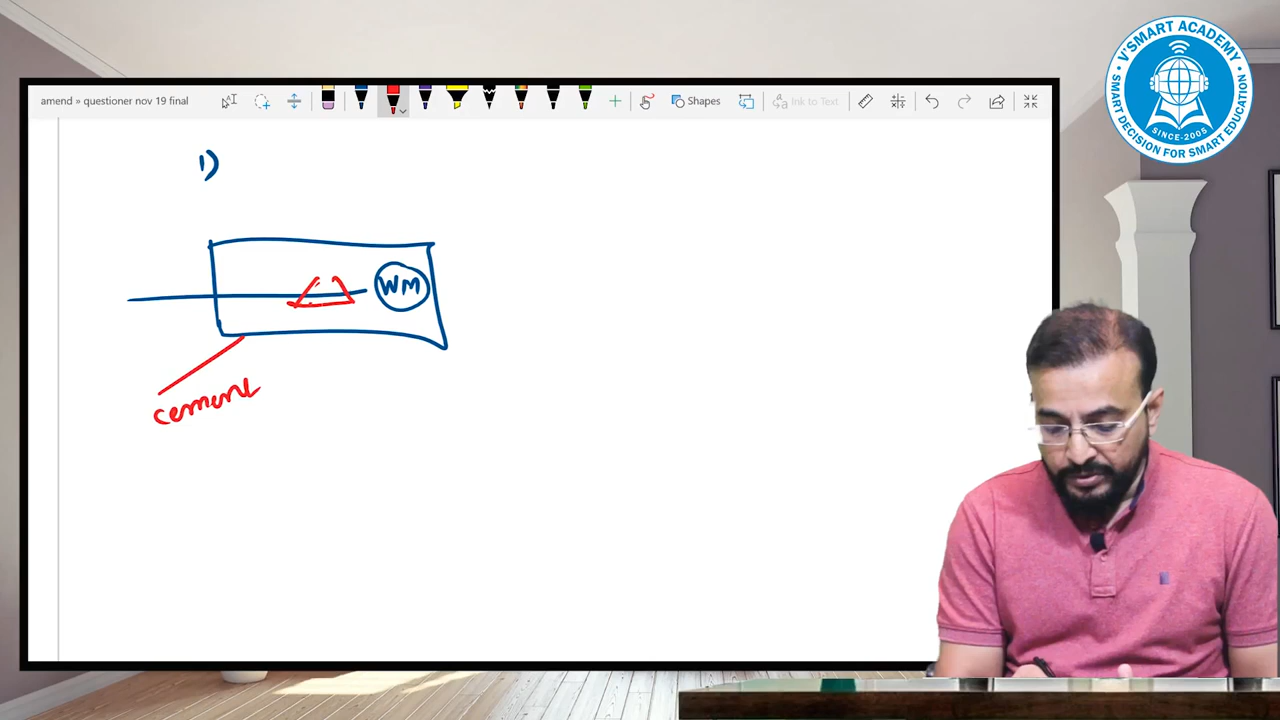 V'SMART ACADEMY
SMART DECISION FOR SMART EDUCATION
SINCE-2005
amend » questioner nov 19 final
Shapes
Ink to Text
1)
WM
cement